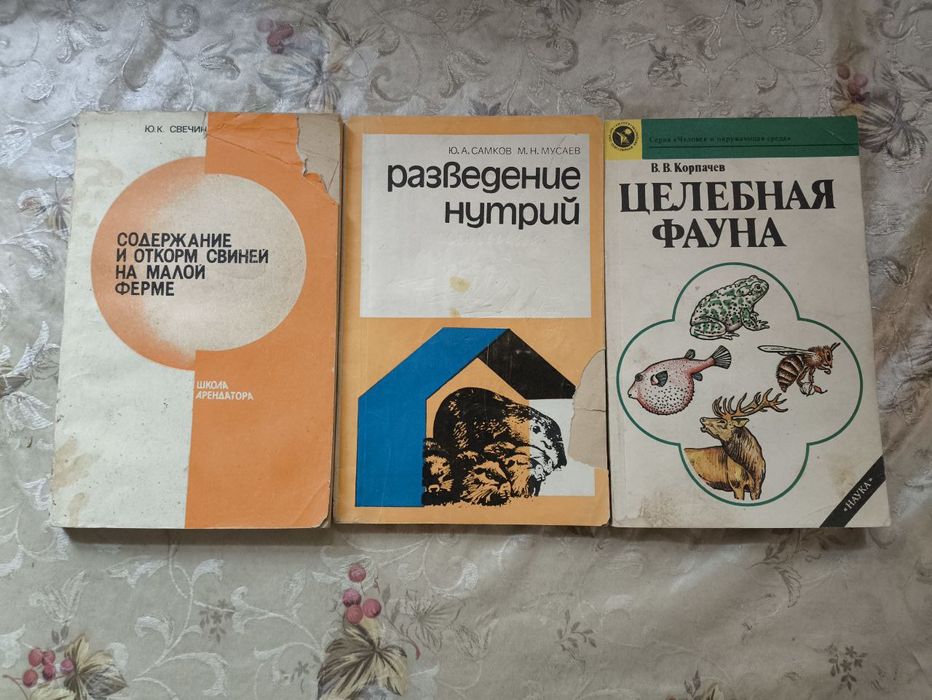 Ю.К. СВЕЧИН
СОДЕРЖАНИЕ
И ОТКОРМ СВИНЕЙ
НА МАЛОЙ
ФЕРМЕ
ШКОЛА
АРЕНДАТОРА
Ю. А. САМКОВ М. Н. МУСАЕВ
разведение
нутрий
Серия «Человек и окружающая среда»
В. В. Корпачев
ЦЕЛЕБНАЯ
ФАУНА
«НАУКА»